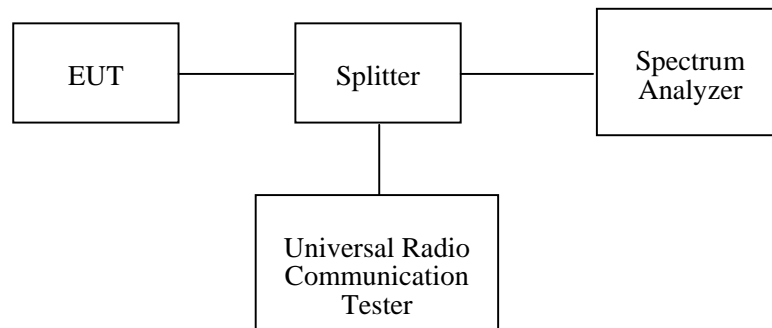 EUT
Splitter
Spectrum
Analyzer
Universal Radio
Communication
Tester